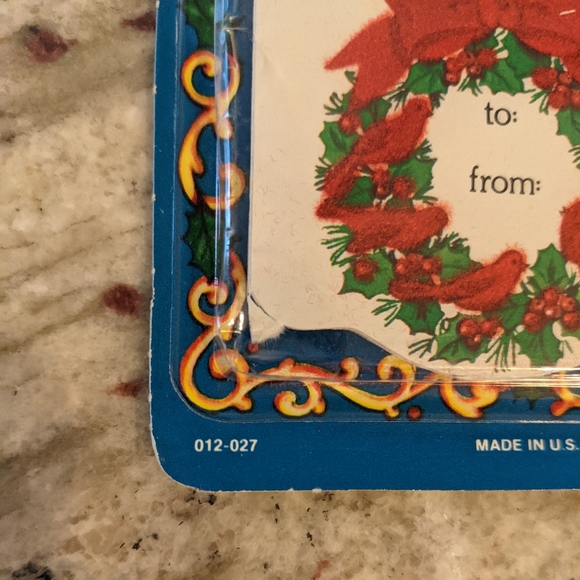 to:
from:
012-027
MADE IN U.S.